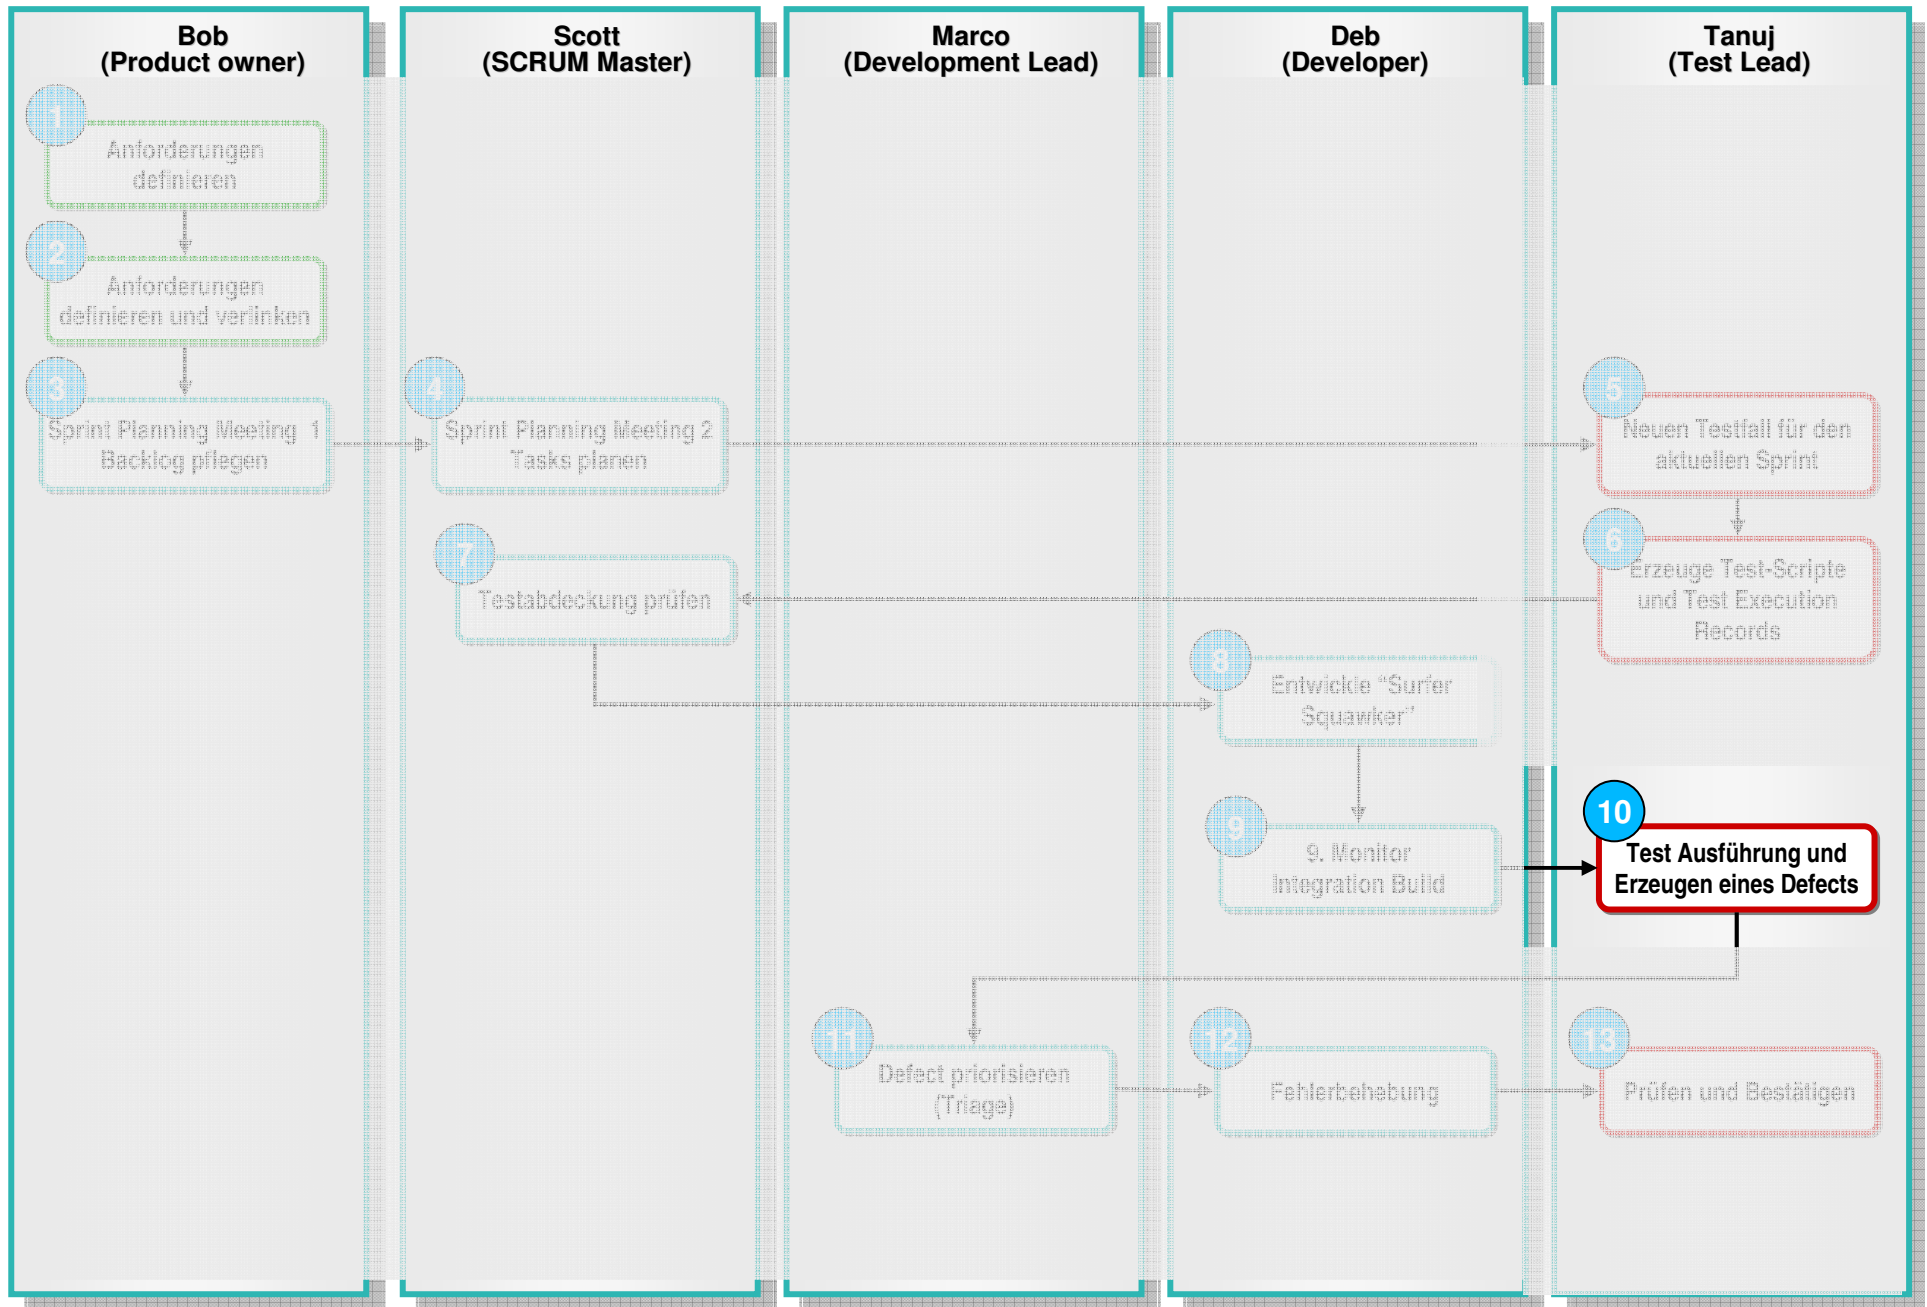 Bob
(Product owner)
Scott
(SCRUM Master)
Marco
(Development Lead)
Deb
(Developer)
Tanuj
(Test Lead)
1
Anforderungen
definieren
2
Anforderungen
definieren und verlinken
3
Sprint Planning Meeting 1
Backlog pflegen
4
Sprint Planning Meeting 2
Tasks planen
5
Neuen Testfall für den
aktuellen Sprint
6
Erzeuge Test-Scripte
und Test Execution
Records
7
Testabdeckung prüfen
8
Entwickle "Surfer
Squawker"
9
9. Monitor
Integration Build
10
Test Ausführung und
Erzeugen eines Defects
11
Defect priorisieren
(Triage)
12
Fehlerbehebung
13
Prüfen und Bestätigen